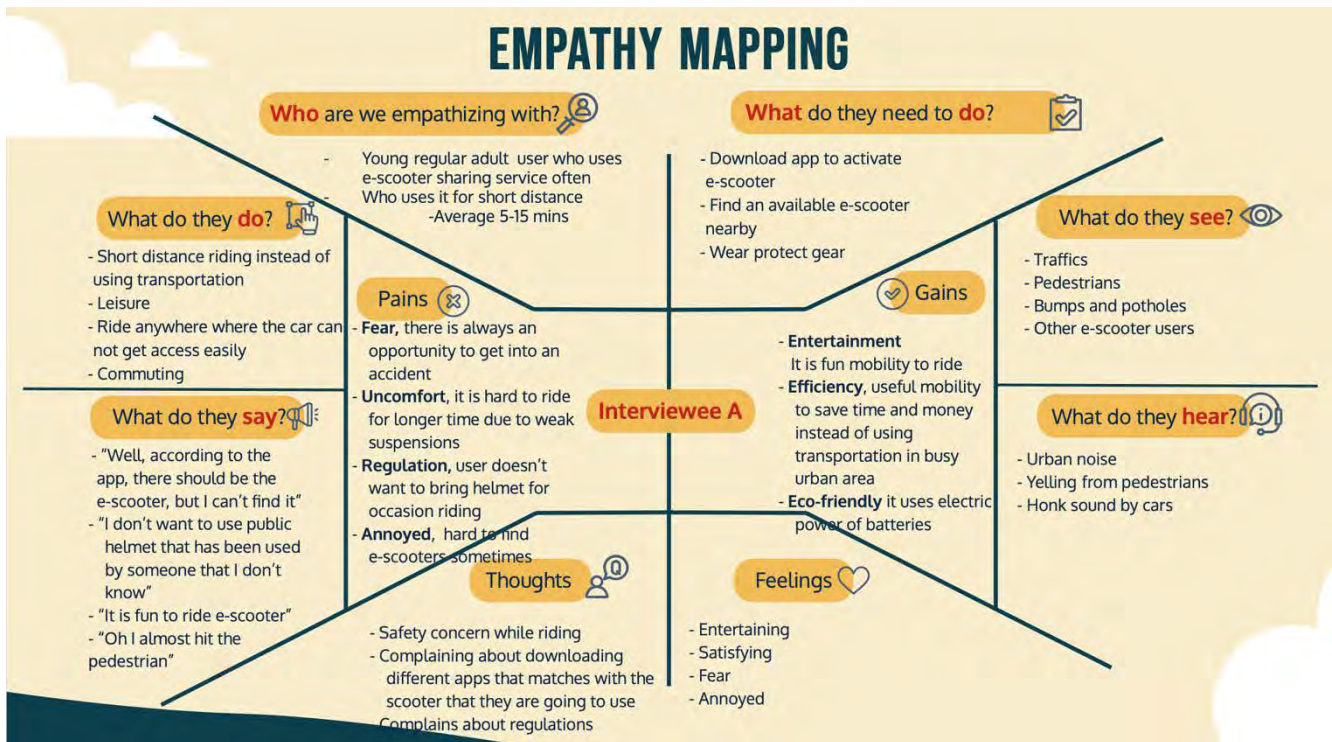 EMPATHY MAPPING
Who are we empathizing with?
- Young regular adult user who uses
e-scooter sharing service often
- Who uses it for short distance
-Average 5-15 mins
What do they need to do?
- Download app to activate
e-scooter
- Find an available e-scooter
nearby
- Wear protect gear
What do they do?
- Short distance riding instead of
using transportation
- Leisure
- Ride anywhere where the car can
not get access easily
- Commuting
Pains
- Fear, there is always an
opportunity to get into an
accident
- Uncomfort, it is hard to ride
for longer time due to weak
suspensions
- Regulation, user doesn't
want to bring helmet for
occasion riding
- Annoyed, hard to find
e-scooters sometimes
Interviewee A
Gains
- Entertainment
It is fun mobility to ride
- Efficiency, useful mobility
to save time and money
instead of using
transportation in busy
urban area
- Eco-friendly it uses electric
power of batteries
What do they see?
- Traffics
- Pedestrians
- Bumps and potholes
- Other e-scooter users
What do they say?
- "Well, according to the
app, there should be the
e-scooter, but I can't find it"
- "I don't want to use public
helmet that has been used
by someone that I don't
know"
- "It is fun to ride e-scooter"
- "Oh I almost hit the
pedestrian"
What do they hear?
- Urban noise
- Yelling from pedestrians
- Honk sound by cars
Thoughts
Q
- Safety concern while riding
- Complaining about downloading
different apps that matches with the
scooter that they are going to use
- Complains about regulations
Feelings
- Entertaining
- Satisfying
- Fear
- Annoyed